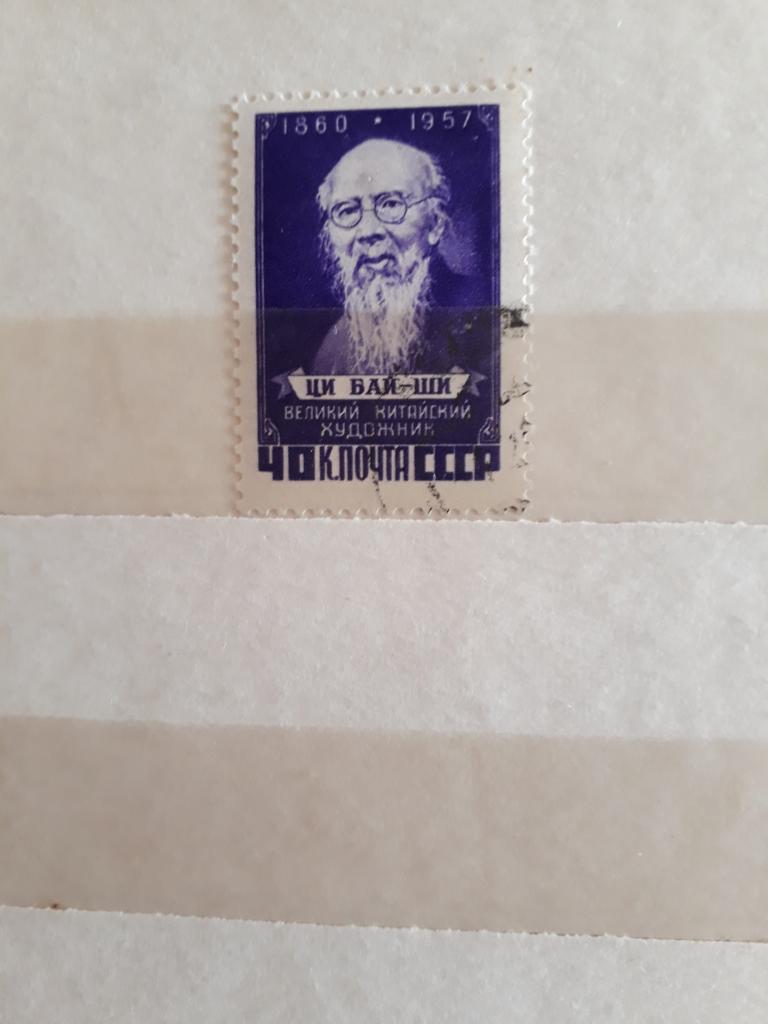 1860 • 1957
ЦИ БАЙ-ШИ
ВЕЛИКИЙ КИТАЙСКИЙ
ХУДОЖНИК
40 К. ПОЧТА СССР